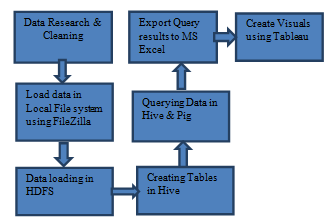 Data Research &
Cleaning
Load data in
Local File system
using FileZilla
Data loading in
HDFS
Creating Tables
in Hive
Querying Data in
Hive & Pig
Export Query
results to MS
Excel
Create Visuals
using Tableau